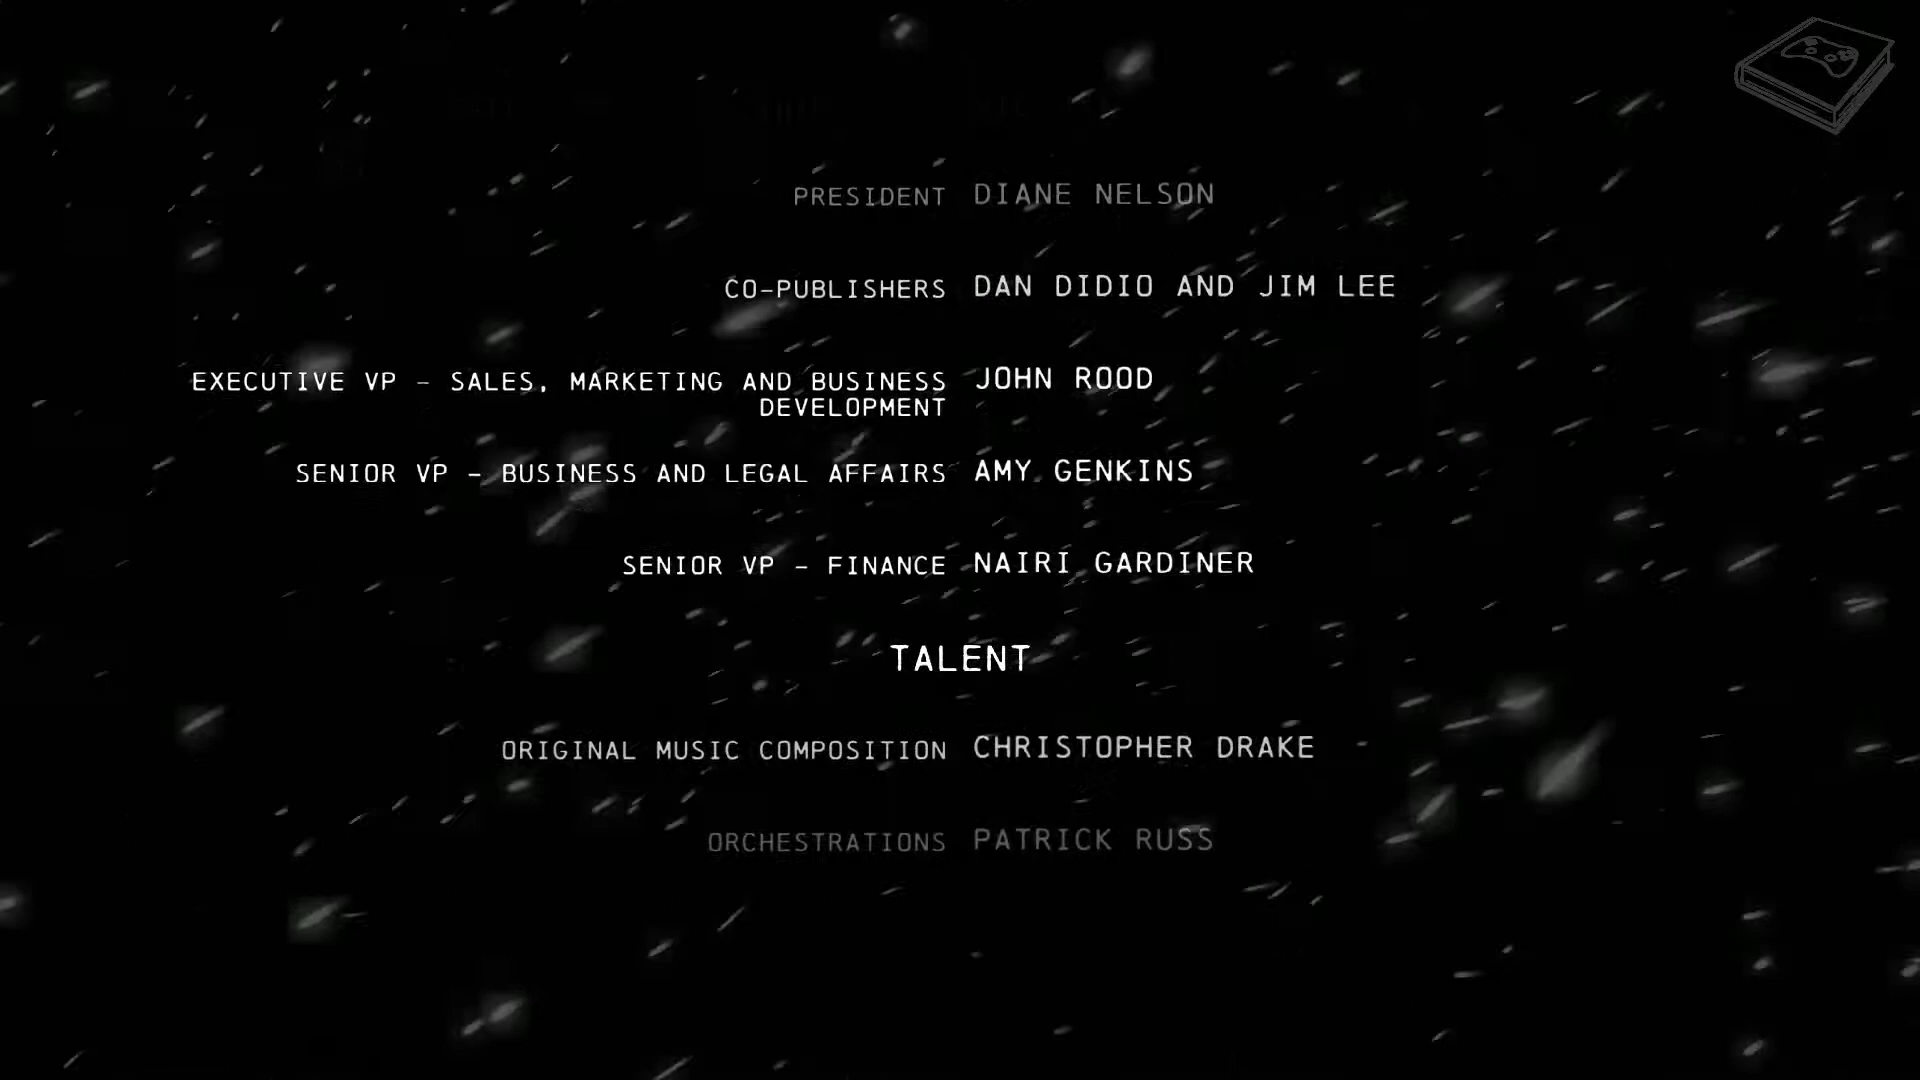 PRESIDENT DIANE NELSON
CO-PUBLISHERS DAN DIDIO AND JIM LEE
EXECUTIVE VP - SALES, MARKETING AND BUSINESS DEVELOPMENT JOHN ROOD
SENIOR VP - BUSINESS AND LEGAL AFFAIRS AMY GENKINS
SENIOR VP - FINANCE NAIRI GARDINER
TALENT
ORIGINAL MUSIC COMPOSITION CHRISTOPHER DRAKE
ORCHESTRATIONS PATRICK RUSS